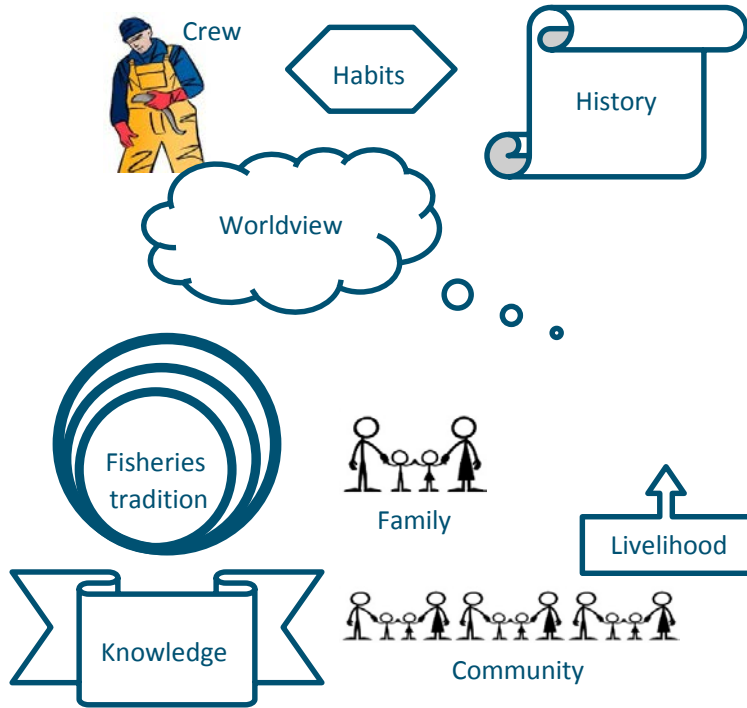 Crew
Habits
History
Worldview
Fisheries
tradition
Family
Livelihood
Knowledge
Community